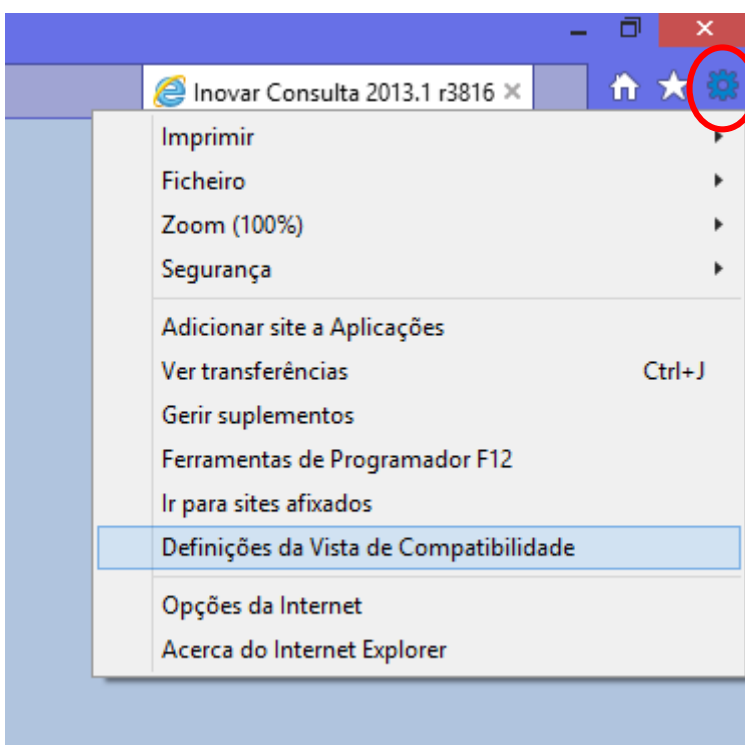 Inovar Consulta 2013.1 r3816
Imprimir
Ficheiro
Zoom (100%)
Segurança
Adicionar site a Aplicações
Ver transferências Ctrl+J
Gerir suplementos
Ferramentas de Programador F12
Ir para sites afixados
Definições da Vista de Compatibilidade
Opções da Internet
Acerca do Internet Explorer